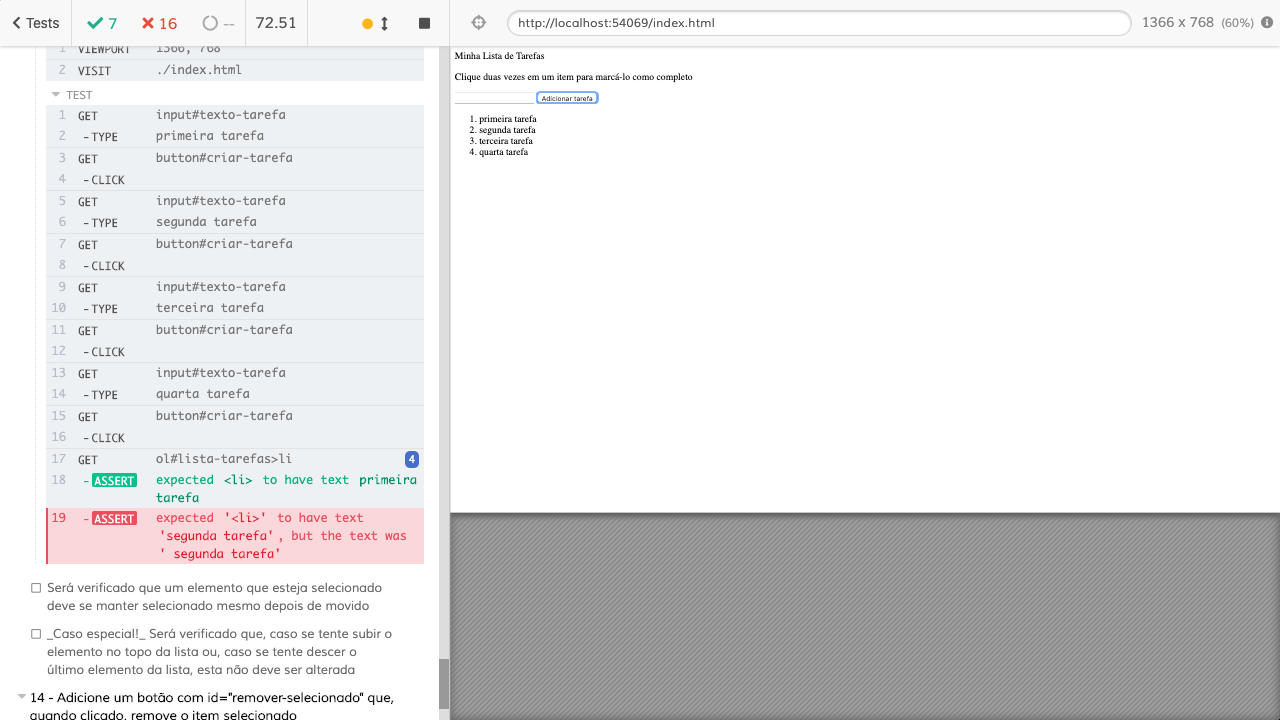 Tests 7 16 -- 72.51 http://localhost:54069/index.html 1366 x 768 (60%)
1 VIEWPORT 1366, 768
2 VISIT ./index.html
TEST
1 GET input#texto-tarefa
2 -TYPE primeira tarefa
3 GET button#criar-tarefa
4 -CLICK
5 GET input#texto-tarefa
6 -TYPE segunda tarefa
7 GET button#criar-tarefa
8 -CLICK
9 GET input#texto-tarefa
10 -TYPE terceira tarefa
11 GET button#criar-tarefa
12 -CLICK
13 GET input#texto-tarefa
14 -TYPE quarta tarefa
15 GET button#criar-tarefa
16 -CLICK
17 GET ol#lista-tarefas>li 4
18 -ASSERT expected <li> to have text primeira
tarefa
19 -ASSERT expected '<li>' to have text
'segunda tarefa', but the text was
' segunda tarefa'
Será verificado que um elemento que esteja selecionado
deve se manter selecionado mesmo depois de movido
_Caso especial!_ Será verificado que, caso se tente subir o
elemento no topo da lista ou, caso se tente descer o
último elemento da lista, esta não deve ser alterada
14 - Adicione um botão com id="remover-selecionado" que,
quando clicado, remove o item selecionado
Minha Lista de Tarefas
Clique duas vezes em um item para marcá-lo como completo
Adicionar tarefa
1. primeira tarefa
2. segunda tarefa
3. terceira tarefa
4. quarta tarefa